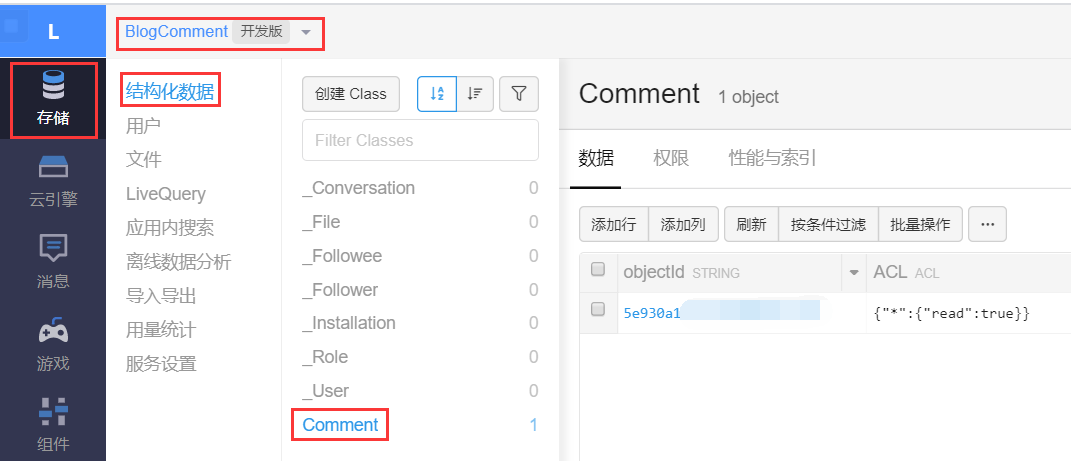 L
BlogComment 开发版
存储
云引擎
消息
游戏
组件
结构化数据
用户
文件
LiveQuery
应用内搜索
离线数据分析
导入导出
用量统计
服务设置
创建 Class
Filter Classes
_Conversation 0
_File 0
_Followee 0
_Follower 0
_Installation 0
_Role 0
_User 0
Comment 1
Comment 1 object
数据 权限 性能与索引
添加行 添加列 刷新 按条件过滤 批量操作 ···
objectId STRING ACL ACL
5e930a1 {"*":{"read":true}}